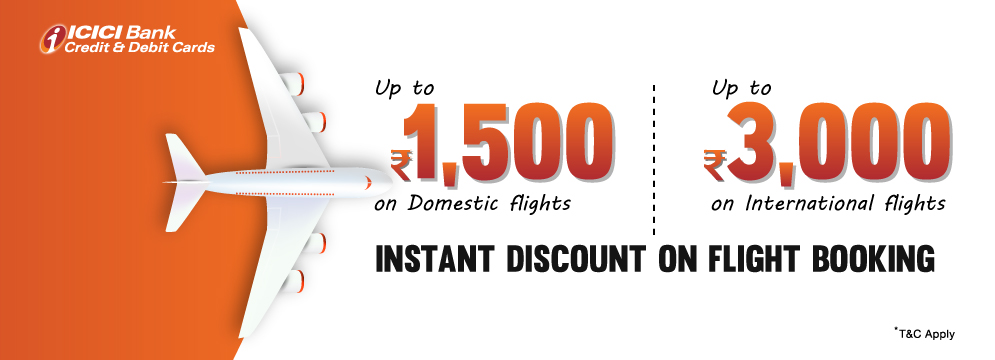 ICICI Bank
Credit & Debit Cards
Up to
₹1,500
on Domestic flights
Up to
₹3,000
on International flights
INSTANT DISCOUNT ON FLIGHT BOOKING
*T&C Apply